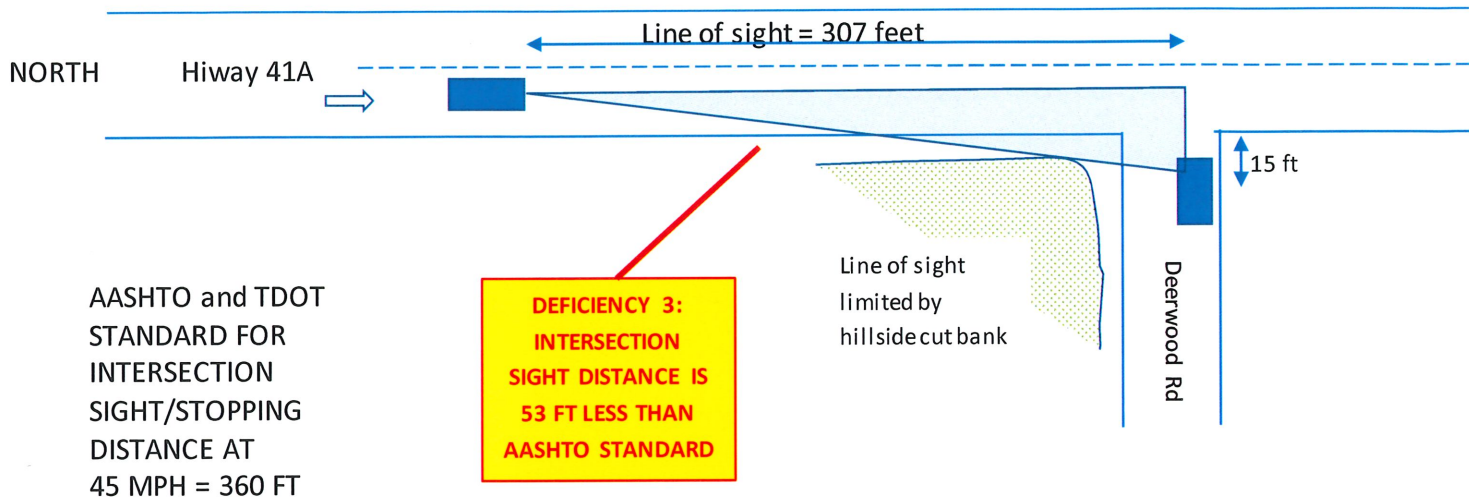 Line of sight = 307 feet
NORTH
Hiway 41A
15 ft
AASHTO and TDOT
STANDARD FOR
INTERSECTION
SIGHT/STOPPING
DISTANCE AT
45 MPH = 360 FT
DEFICIENCY 3:
INTERSECTION
SIGHT DISTANCE IS
53 FT LESS THAN
AASHTO STANDARD
Line of sight
limited by
hillside cut bank
Deerwood Rd